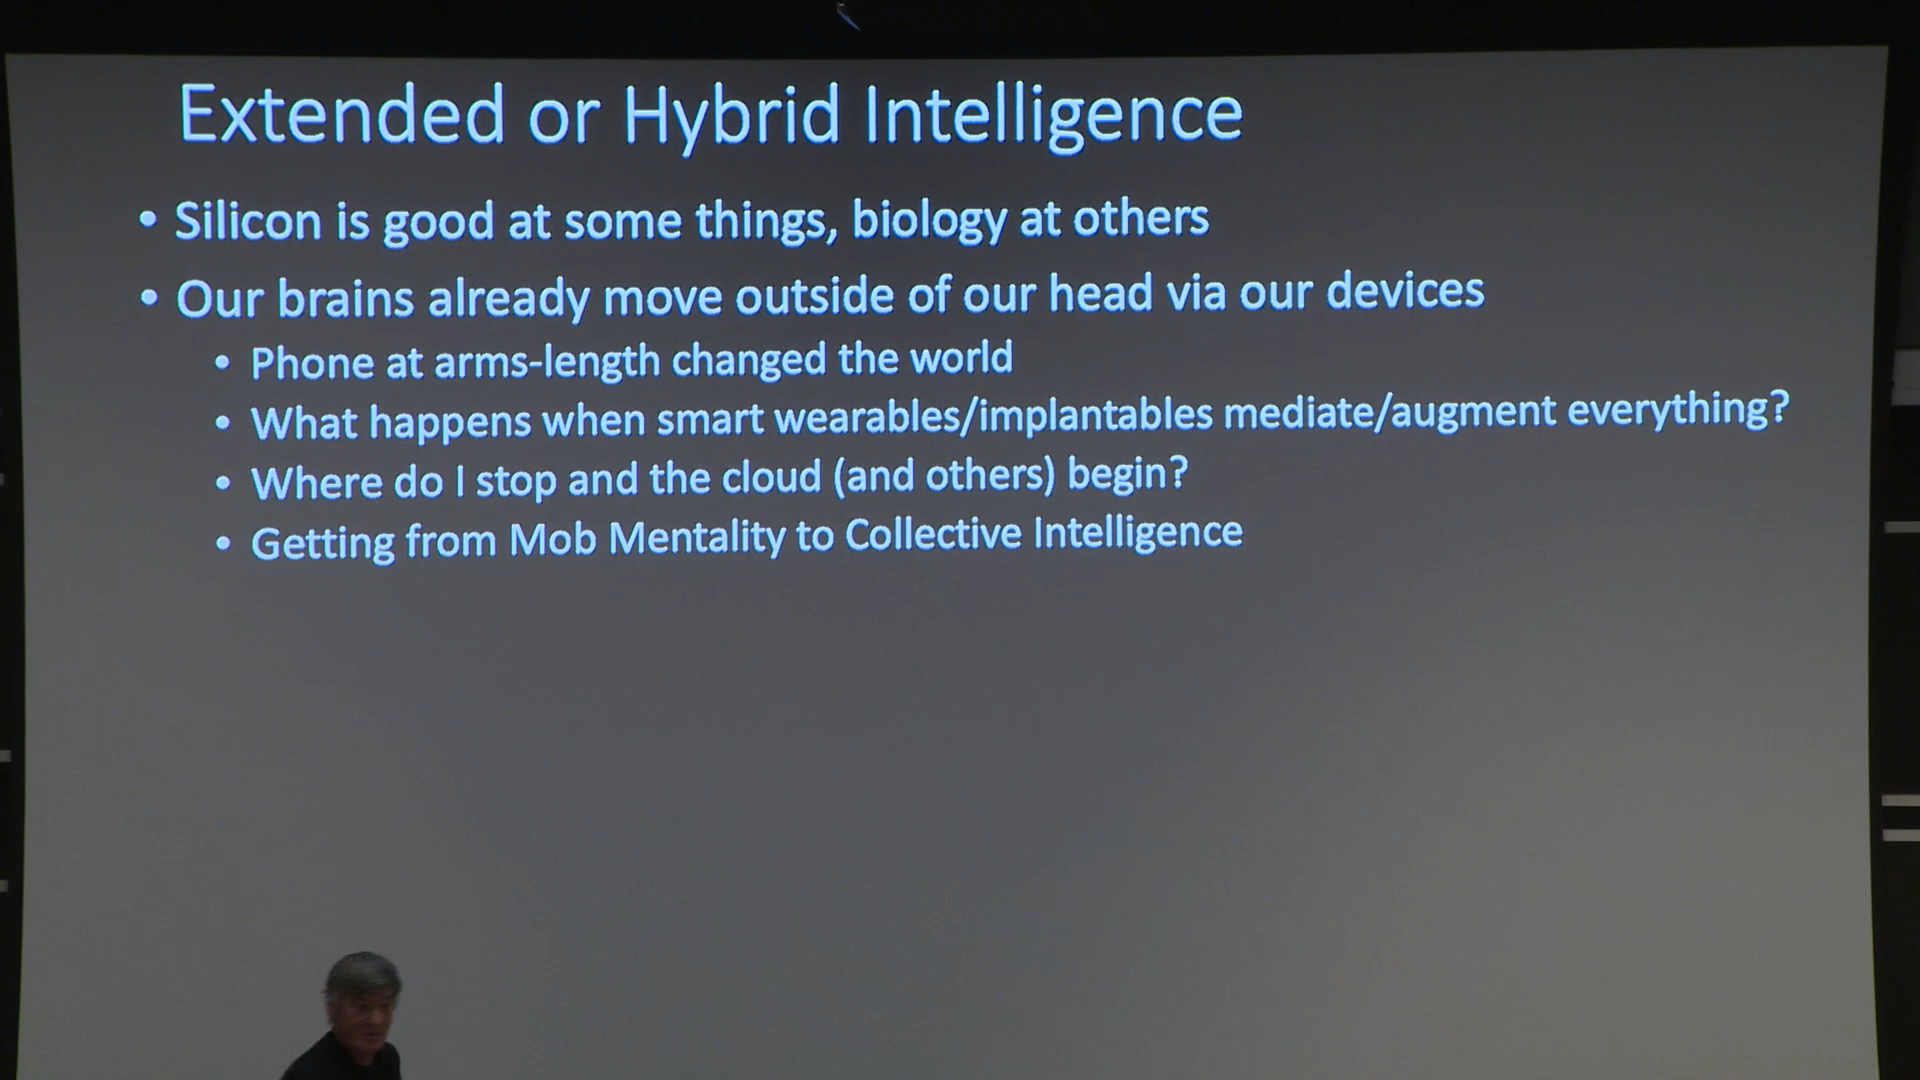 Extended or Hybrid Intelligence
• Silicon is good at some things, biology at others
• Our brains already move outside of our head via our devices
• Phone at arms-length changed the world
• What happens when smart wearables/implantables mediate/augment everything?
• Where do I stop and the cloud (and others) begin?
• Getting from Mob Mentality to Collective Intelligence